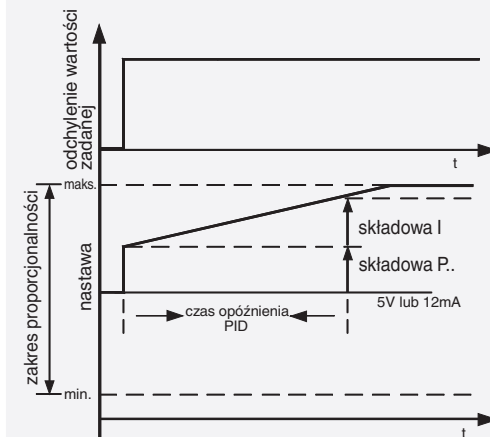 odchylenie wartości
zadanej
t
maks.
zakres proporcjonalności
nastawa
składowa I
składowa P..
5V lub 12mA
czas opóźnienia
PID
min.
t